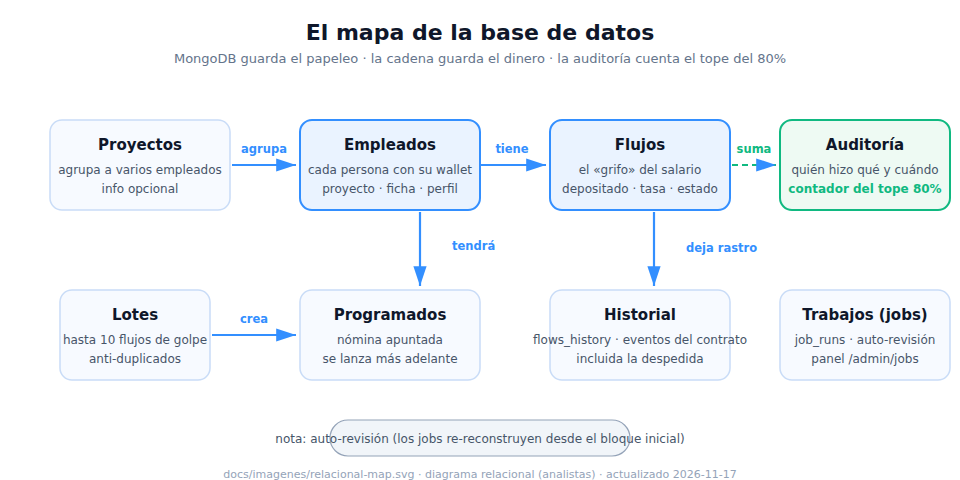 El mapa de la base de datos
MongoDB guarda el papeleo · la cadena guarda el dinero · la auditoría cuenta el tope del 80%
Proyectos
agrupa a varios empleados
info opcional
agrupa
Empleados
cada persona con su wallet
proyecto · ficha · perfil
tiene
Flujos
el «grifo» del salario
depositado · tasa · estado
suma
Auditoría
quién hizo qué y cuándo
contador del tope 80%
tendrá
deja rastro
Lotes
hasta 10 flujos de golpe
anti-duplicados
crea
Programados
nómina apuntada
se lanza más adelante
Historial
flows_history · eventos del contrato
incluida la despedida
Trabajos (jobs)
job_runs · auto-revisión
panel /admin/jobs
nota: auto-revisión (los jobs re-reconstruyen desde el bloque inicial)
docs/imagenes/relacional-map.svg · diagrama relacional (analistas) · actualizado 2026-11-17